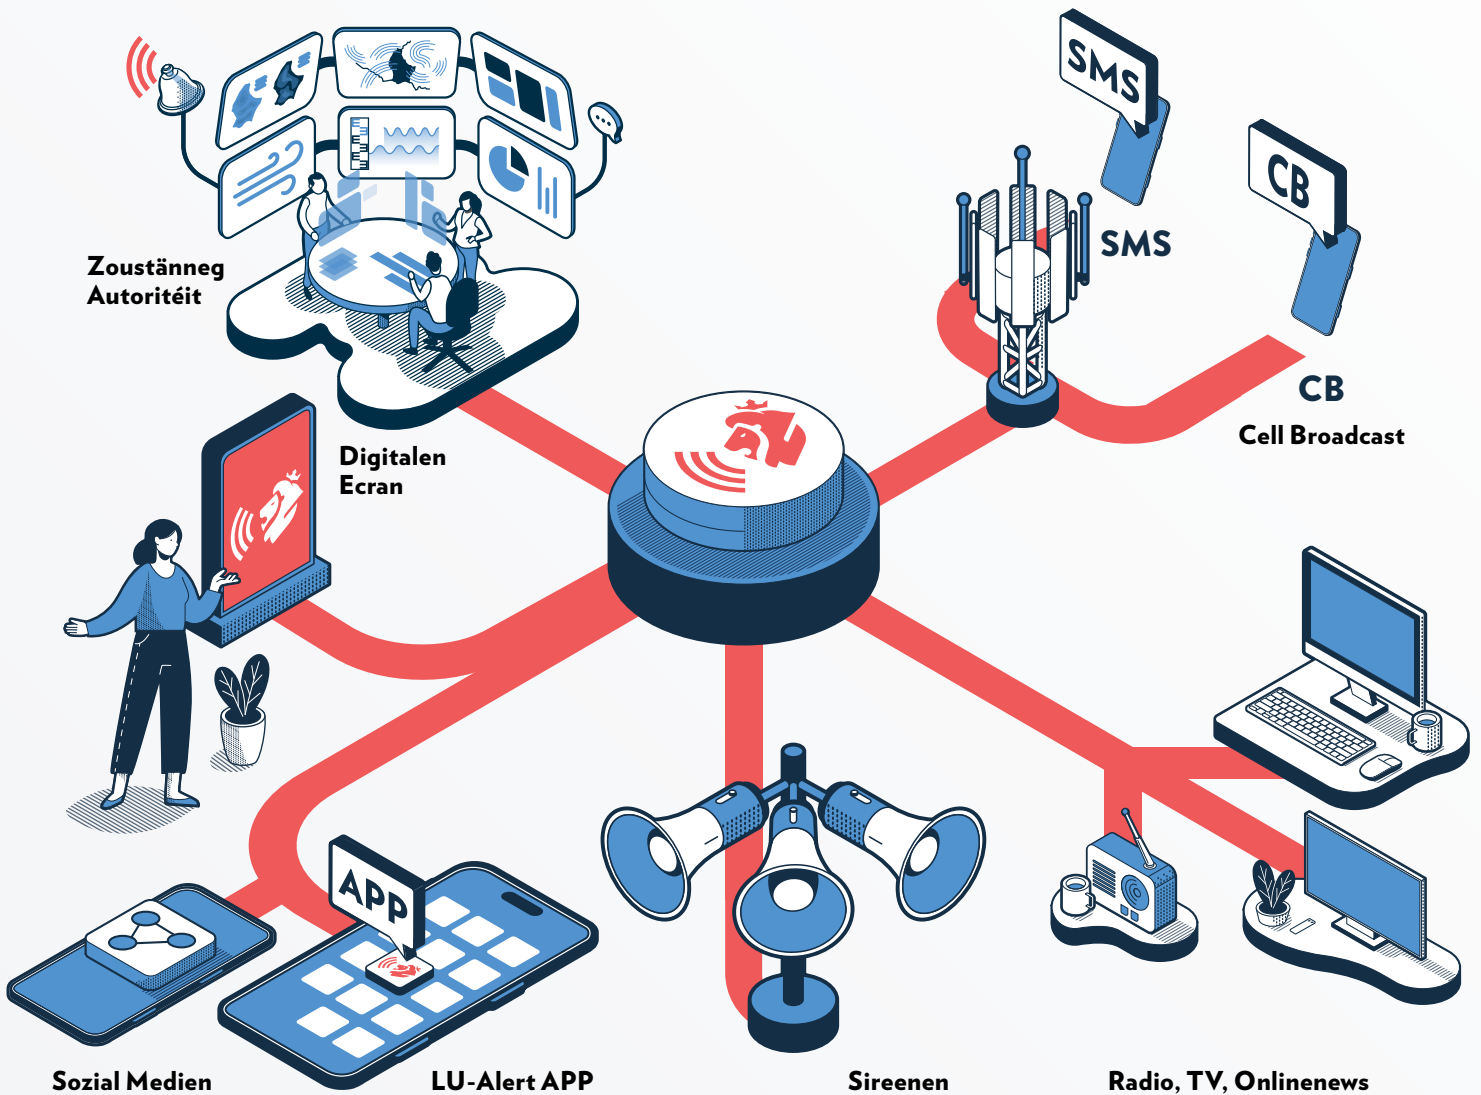 SMS
CB
SMS
Zoustänneg
Autoritéit
CB
Cell Broadcast
Digitalen
Ecran
APP
Sozial Medien
LU-Alert APP
Sireenen
Radio, TV, Onlinenews